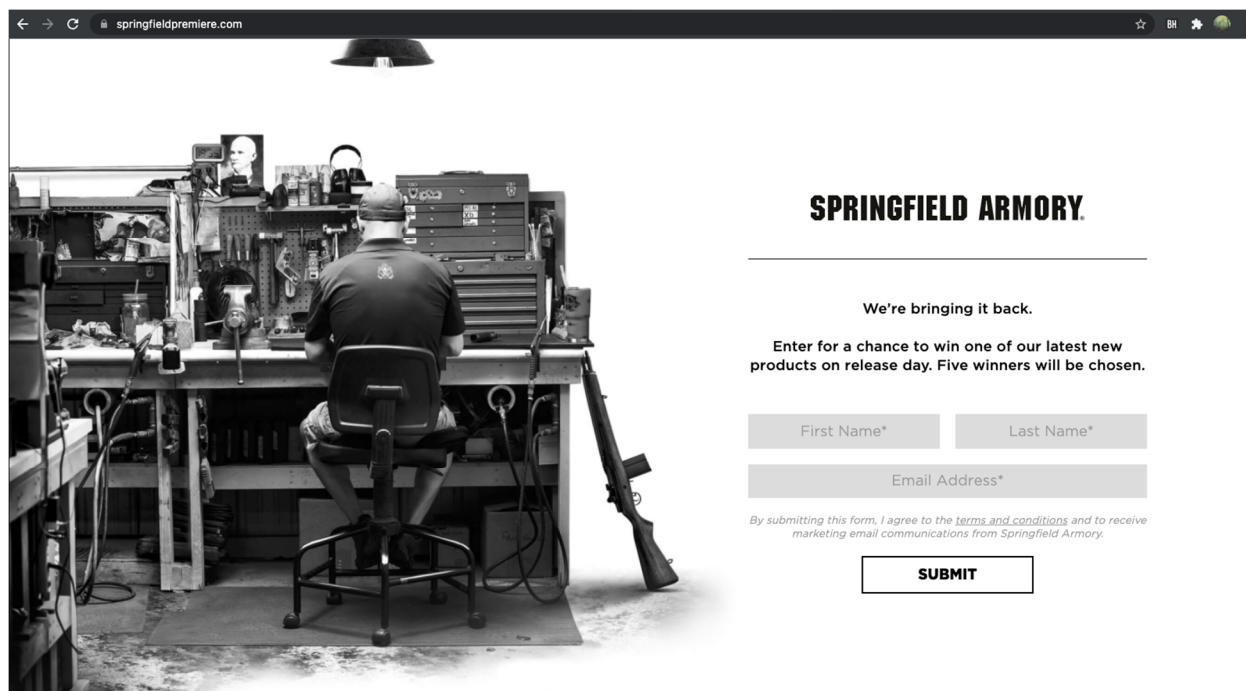 springfieldpremiere.com
BH
SPRINGFIELD ARMORY®
We're bringing it back.
Enter for a chance to win one of our latest new
products on release day. Five winners will be chosen.
First Name*
Last Name*
Email Address*
By submitting this form, I agree to the terms and conditions and to receive
marketing email communications from Springfield Armory.
SUBMIT